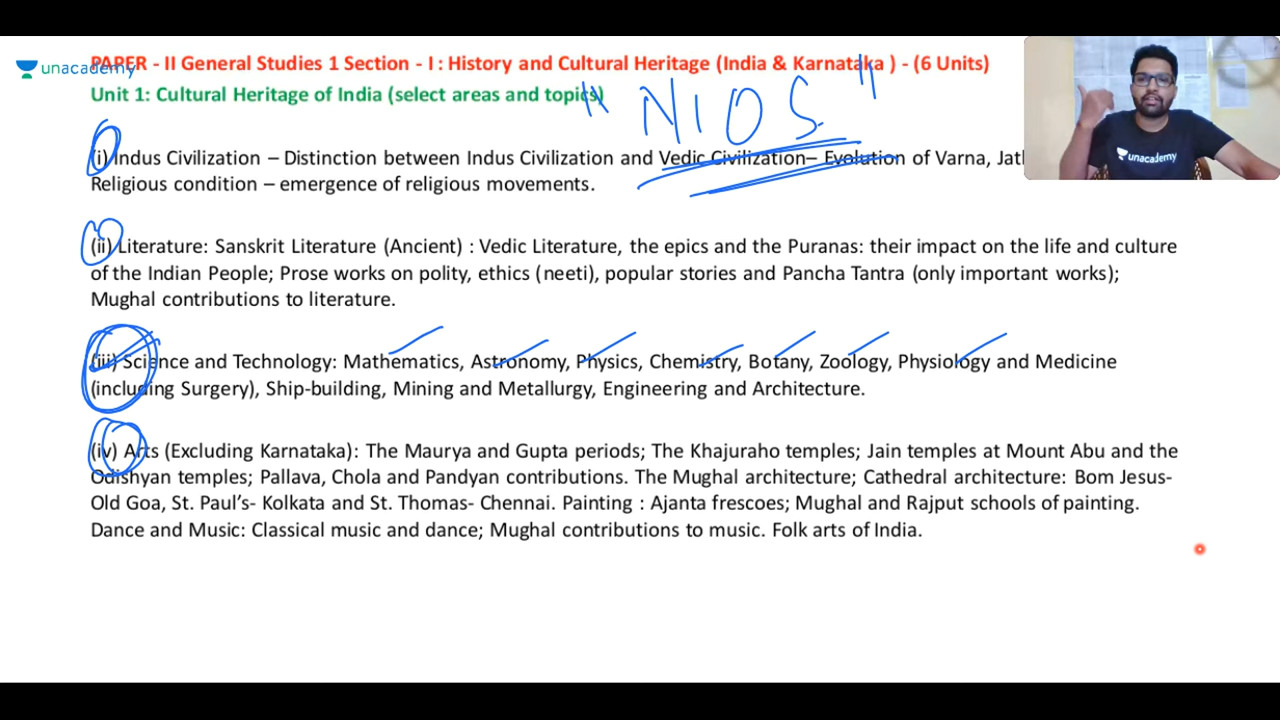 PAPER - II General Studies 1 Section - I : History and Cultural Heritage (India & Karnataka ) - (6 Units)
unacademy
Unit 1: Cultural Heritage of India (select areas and topics)
"NIOS"
unacademy
(i) Indus Civilization – Distinction between Indus Civilization and Vedic Civilization– Evolution of Varna,
Religious condition – emergence of religious movements.
(ii) Literature: Sanskrit Literature (Ancient) : Vedic Literature, the epics and the Puranas: their impact on the life and culture
of the Indian People; Prose works on polity, ethics (neeti), popular stories and Pancha Tantra (only important works);
Mughal contributions to literature.
(iii) Science and Technology: Mathematics, Astronomy, Physics, Chemistry, Botany, Zoology, Physiology and Medicine
(including Surgery), Ship-building, Mining and Metallurgy, Engineering and Architecture.
(iv) Arts (Excluding Karnataka): The Maurya and Gupta periods; The Khajuraho temples; Jain temples at Mount Abu and the
Odishyan temples; Pallava, Chola and Pandyan contributions. The Mughal architecture; Cathedral architecture: Bom Jesus-
Old Goa, St. Paul's- Kolkata and St. Thomas- Chennai. Painting : Ajanta frescoes; Mughal and Rajput schools of painting.
Dance and Music: Classical music and dance; Mughal contributions to music. Folk arts of India.